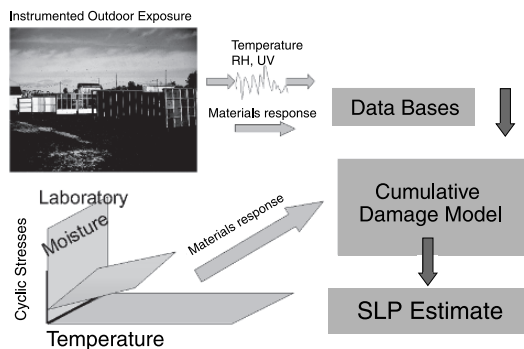 Instrumented Outdoor Exposure
Temperature
RH, UV
Materials response
Data Bases
Laboratory
Moisture
Cyclic Stresses
Temperature
Materials response
Cumulative
Damage Model
SLP Estimate